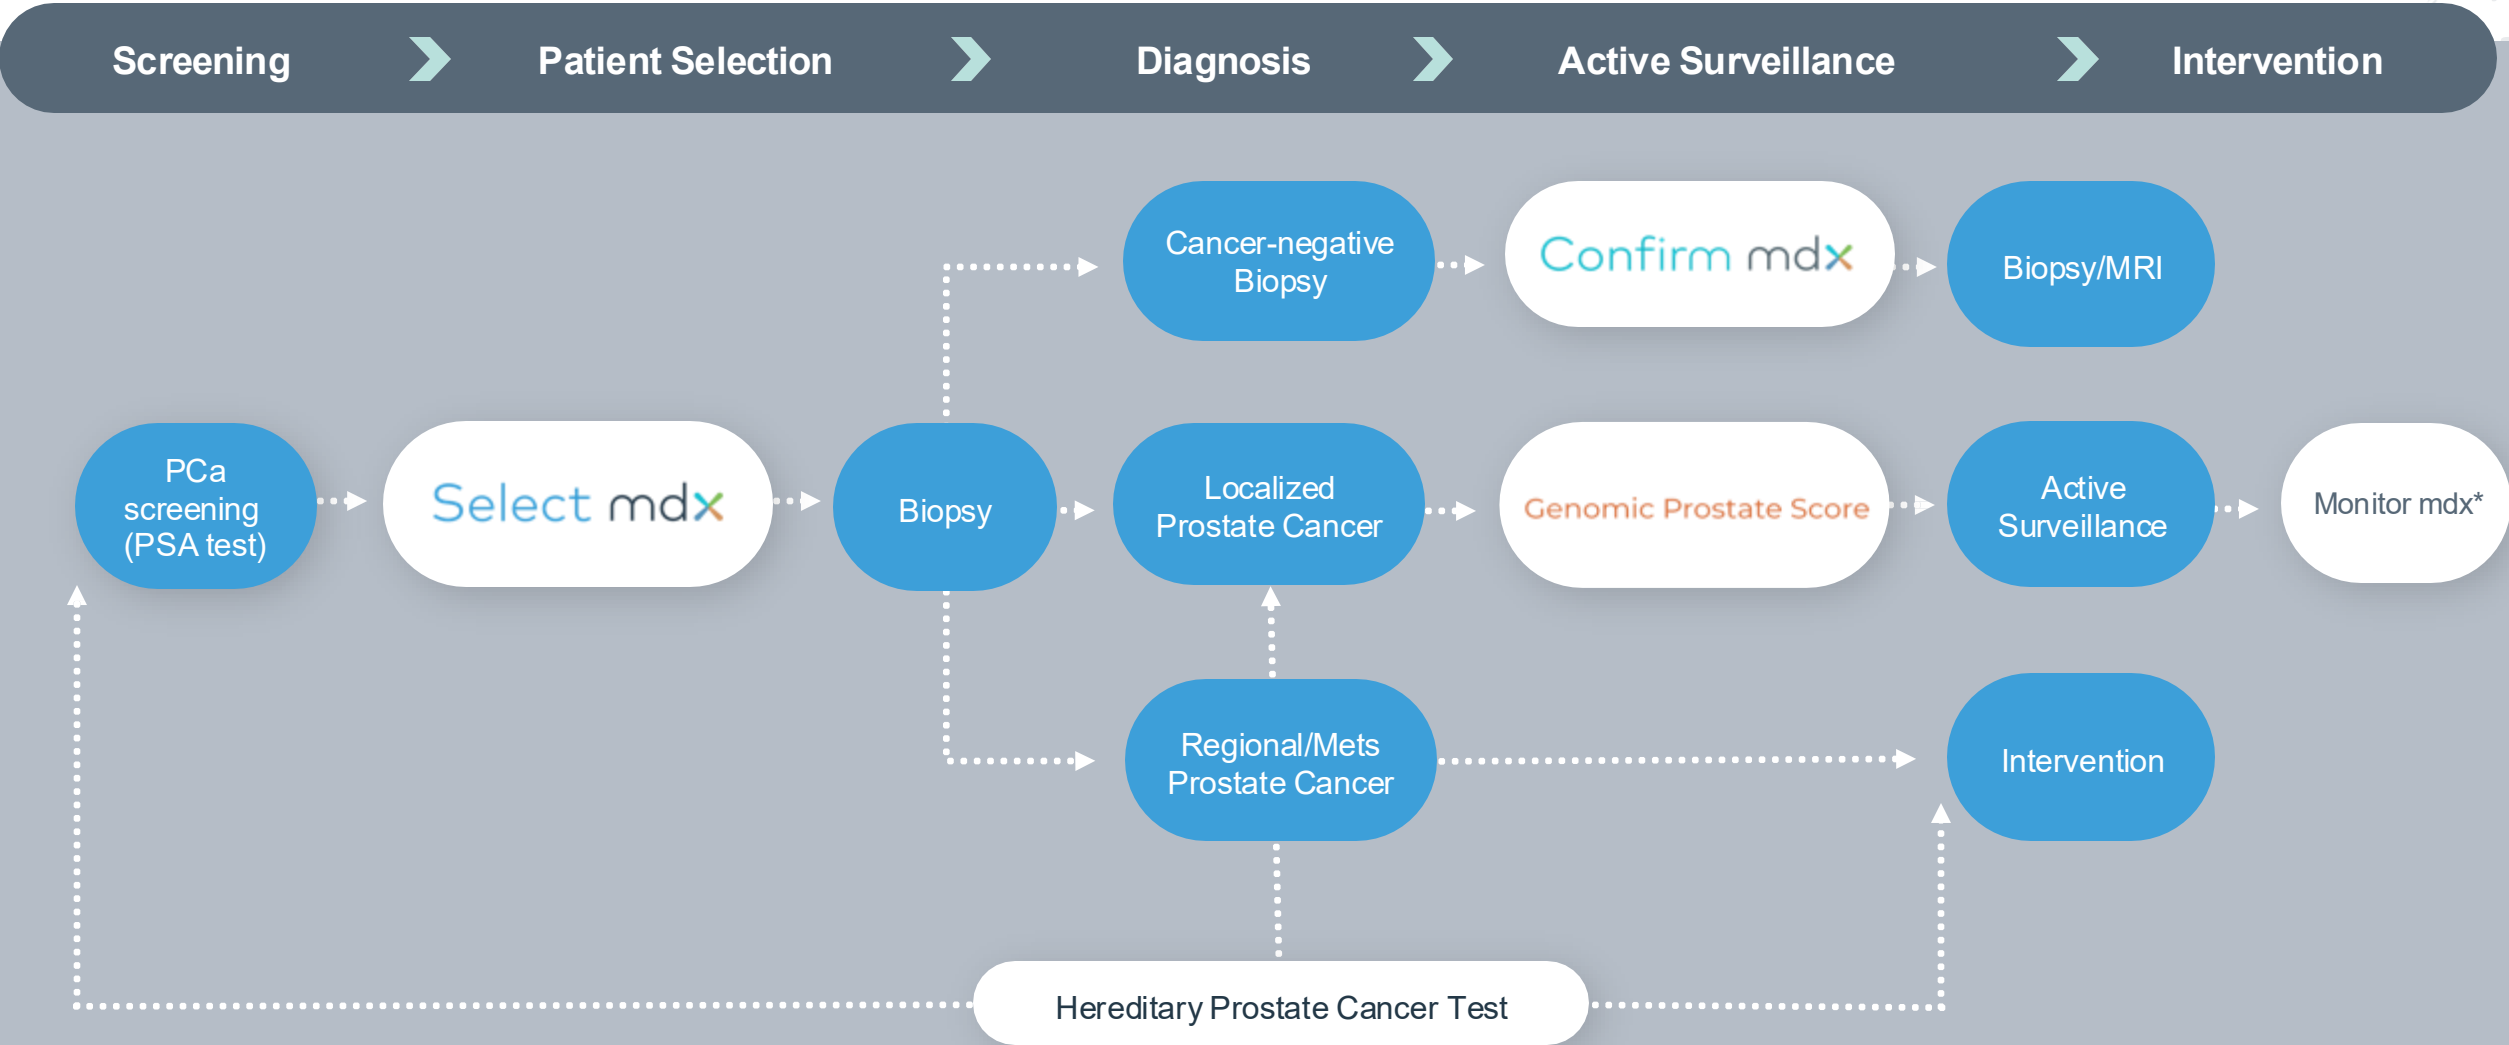 Screening
Patient Selection
Diagnosis
Active Surveillance
Intervention
Cancer-negative
Biopsy
Confirm mdx
Biopsy/MRI
PCa
screening
(PSA test)
Select mdx
Biopsy
Localized
Prostate Cancer
Genomic Prostate Score
Active
Surveillance
Monitor mdx*
Regional/Mets
Prostate Cancer
Intervention
Hereditary Prostate Cancer Test